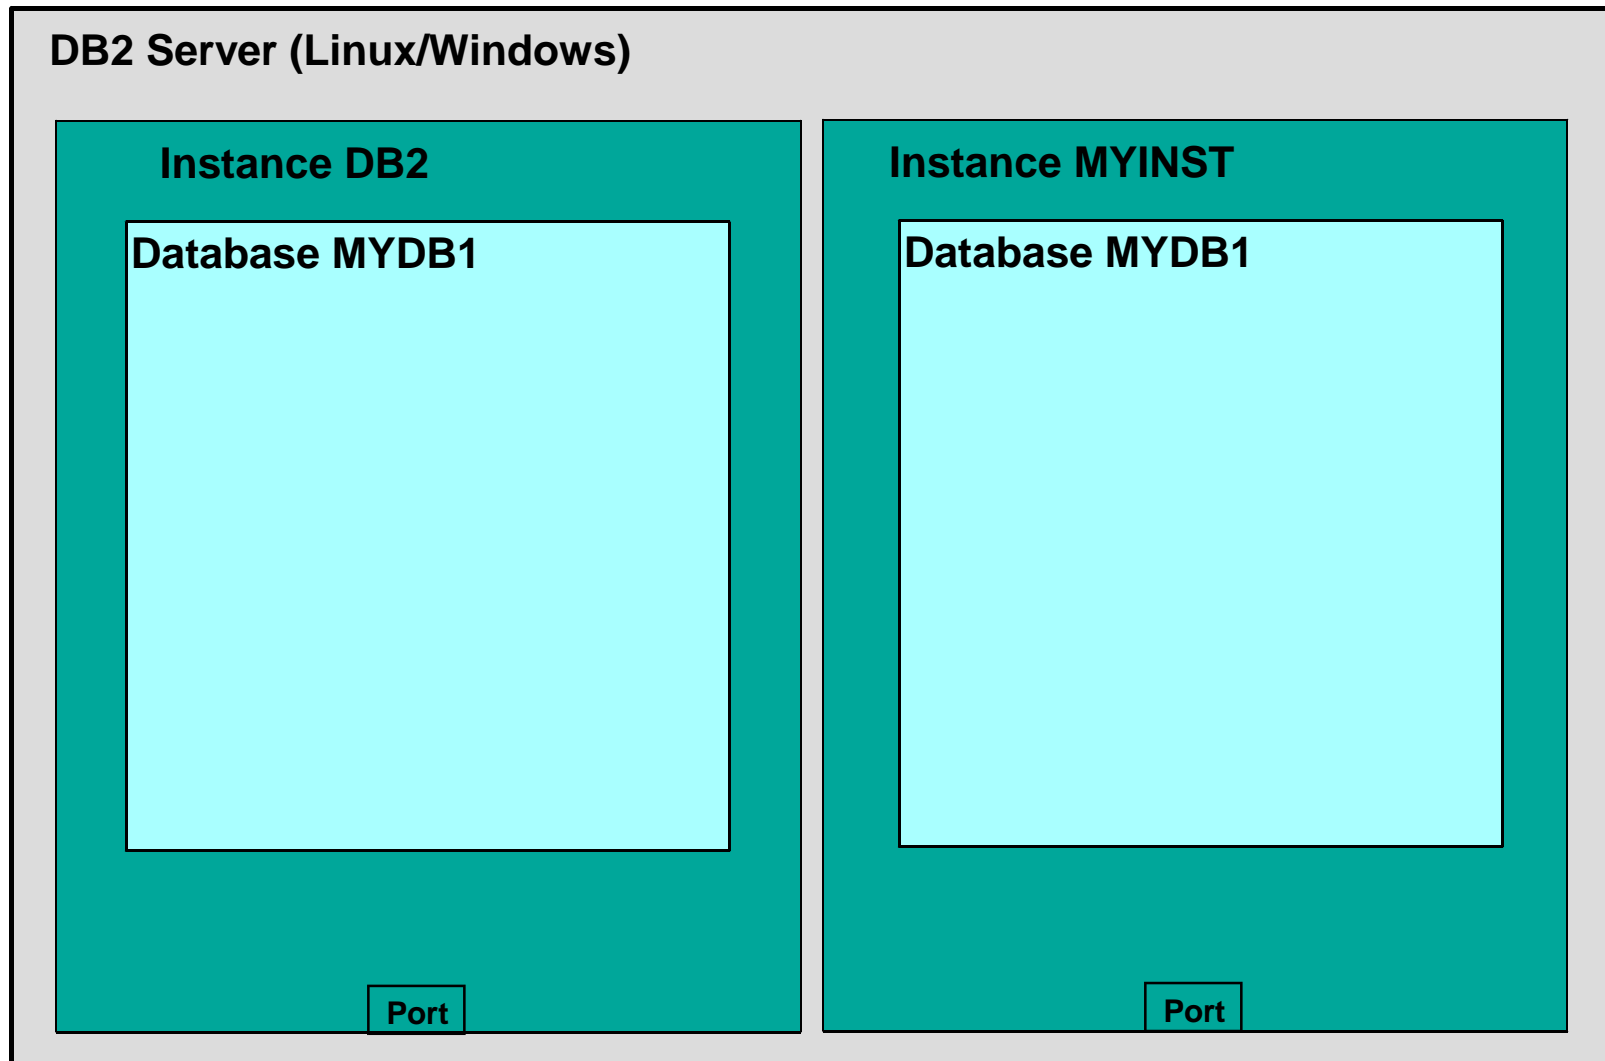 DB2 Server (Linux/Windows)
Instance DB2
Database MYDB1
Port
Instance MYINST
Database MYDB1
Port